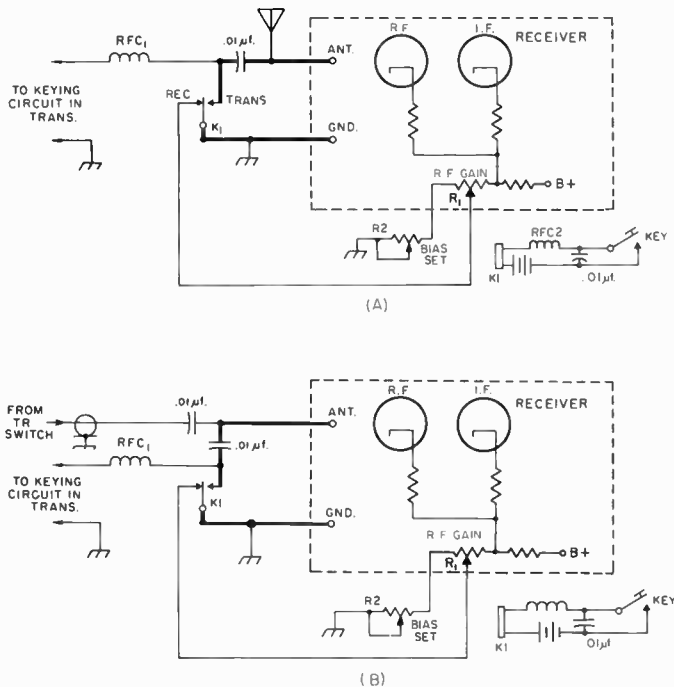 RFC1
.01µf.
ANT.
R.F.
I.F.
RECEIVER
TO KEYING
CIRCUIT IN
TRANS.
REC
TRANS
K1
GND.
R.F GAIN
R1
B+
R2
BIAS
SET
RFC2
KEY
K1
.01µf.
(A)
FROM
TR
SWITCH
.01µf.
ANT.
R.F.
I.F.
RECEIVER
RFC1
.01µf.
TO KEYING
CIRCUIT IN
TRANS.
K1
GND.
R.F GAIN
R1
B+
R2
BIAS
SET
KEY
K1
.01µf.
(B)